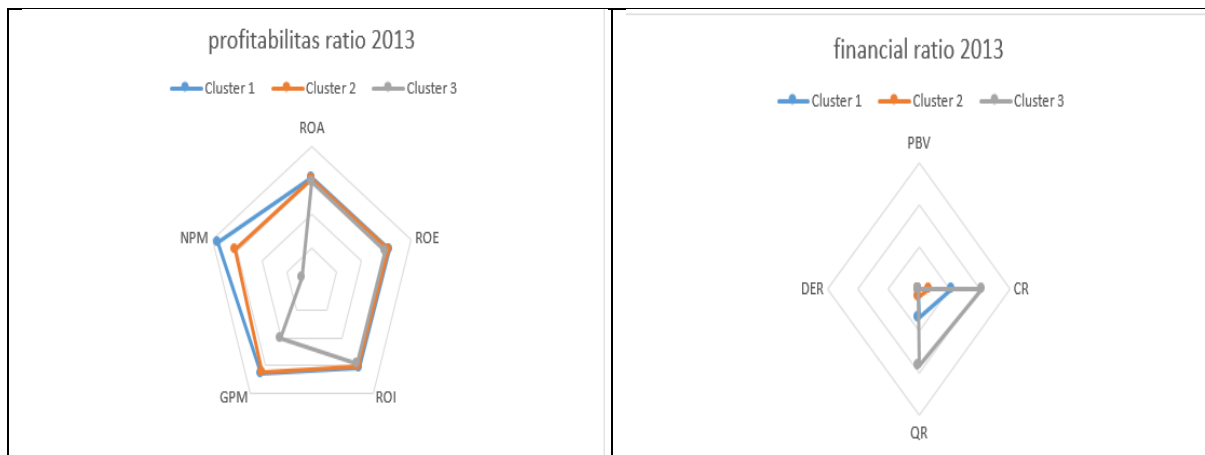 profitabilitas ratio 2013
Cluster 1 Cluster 2 Cluster 3
ROA
NPM ROE
GPM ROI
financial ratio 2013
Cluster 1 Cluster 2 Cluster 3
PBV
DER CR
QR